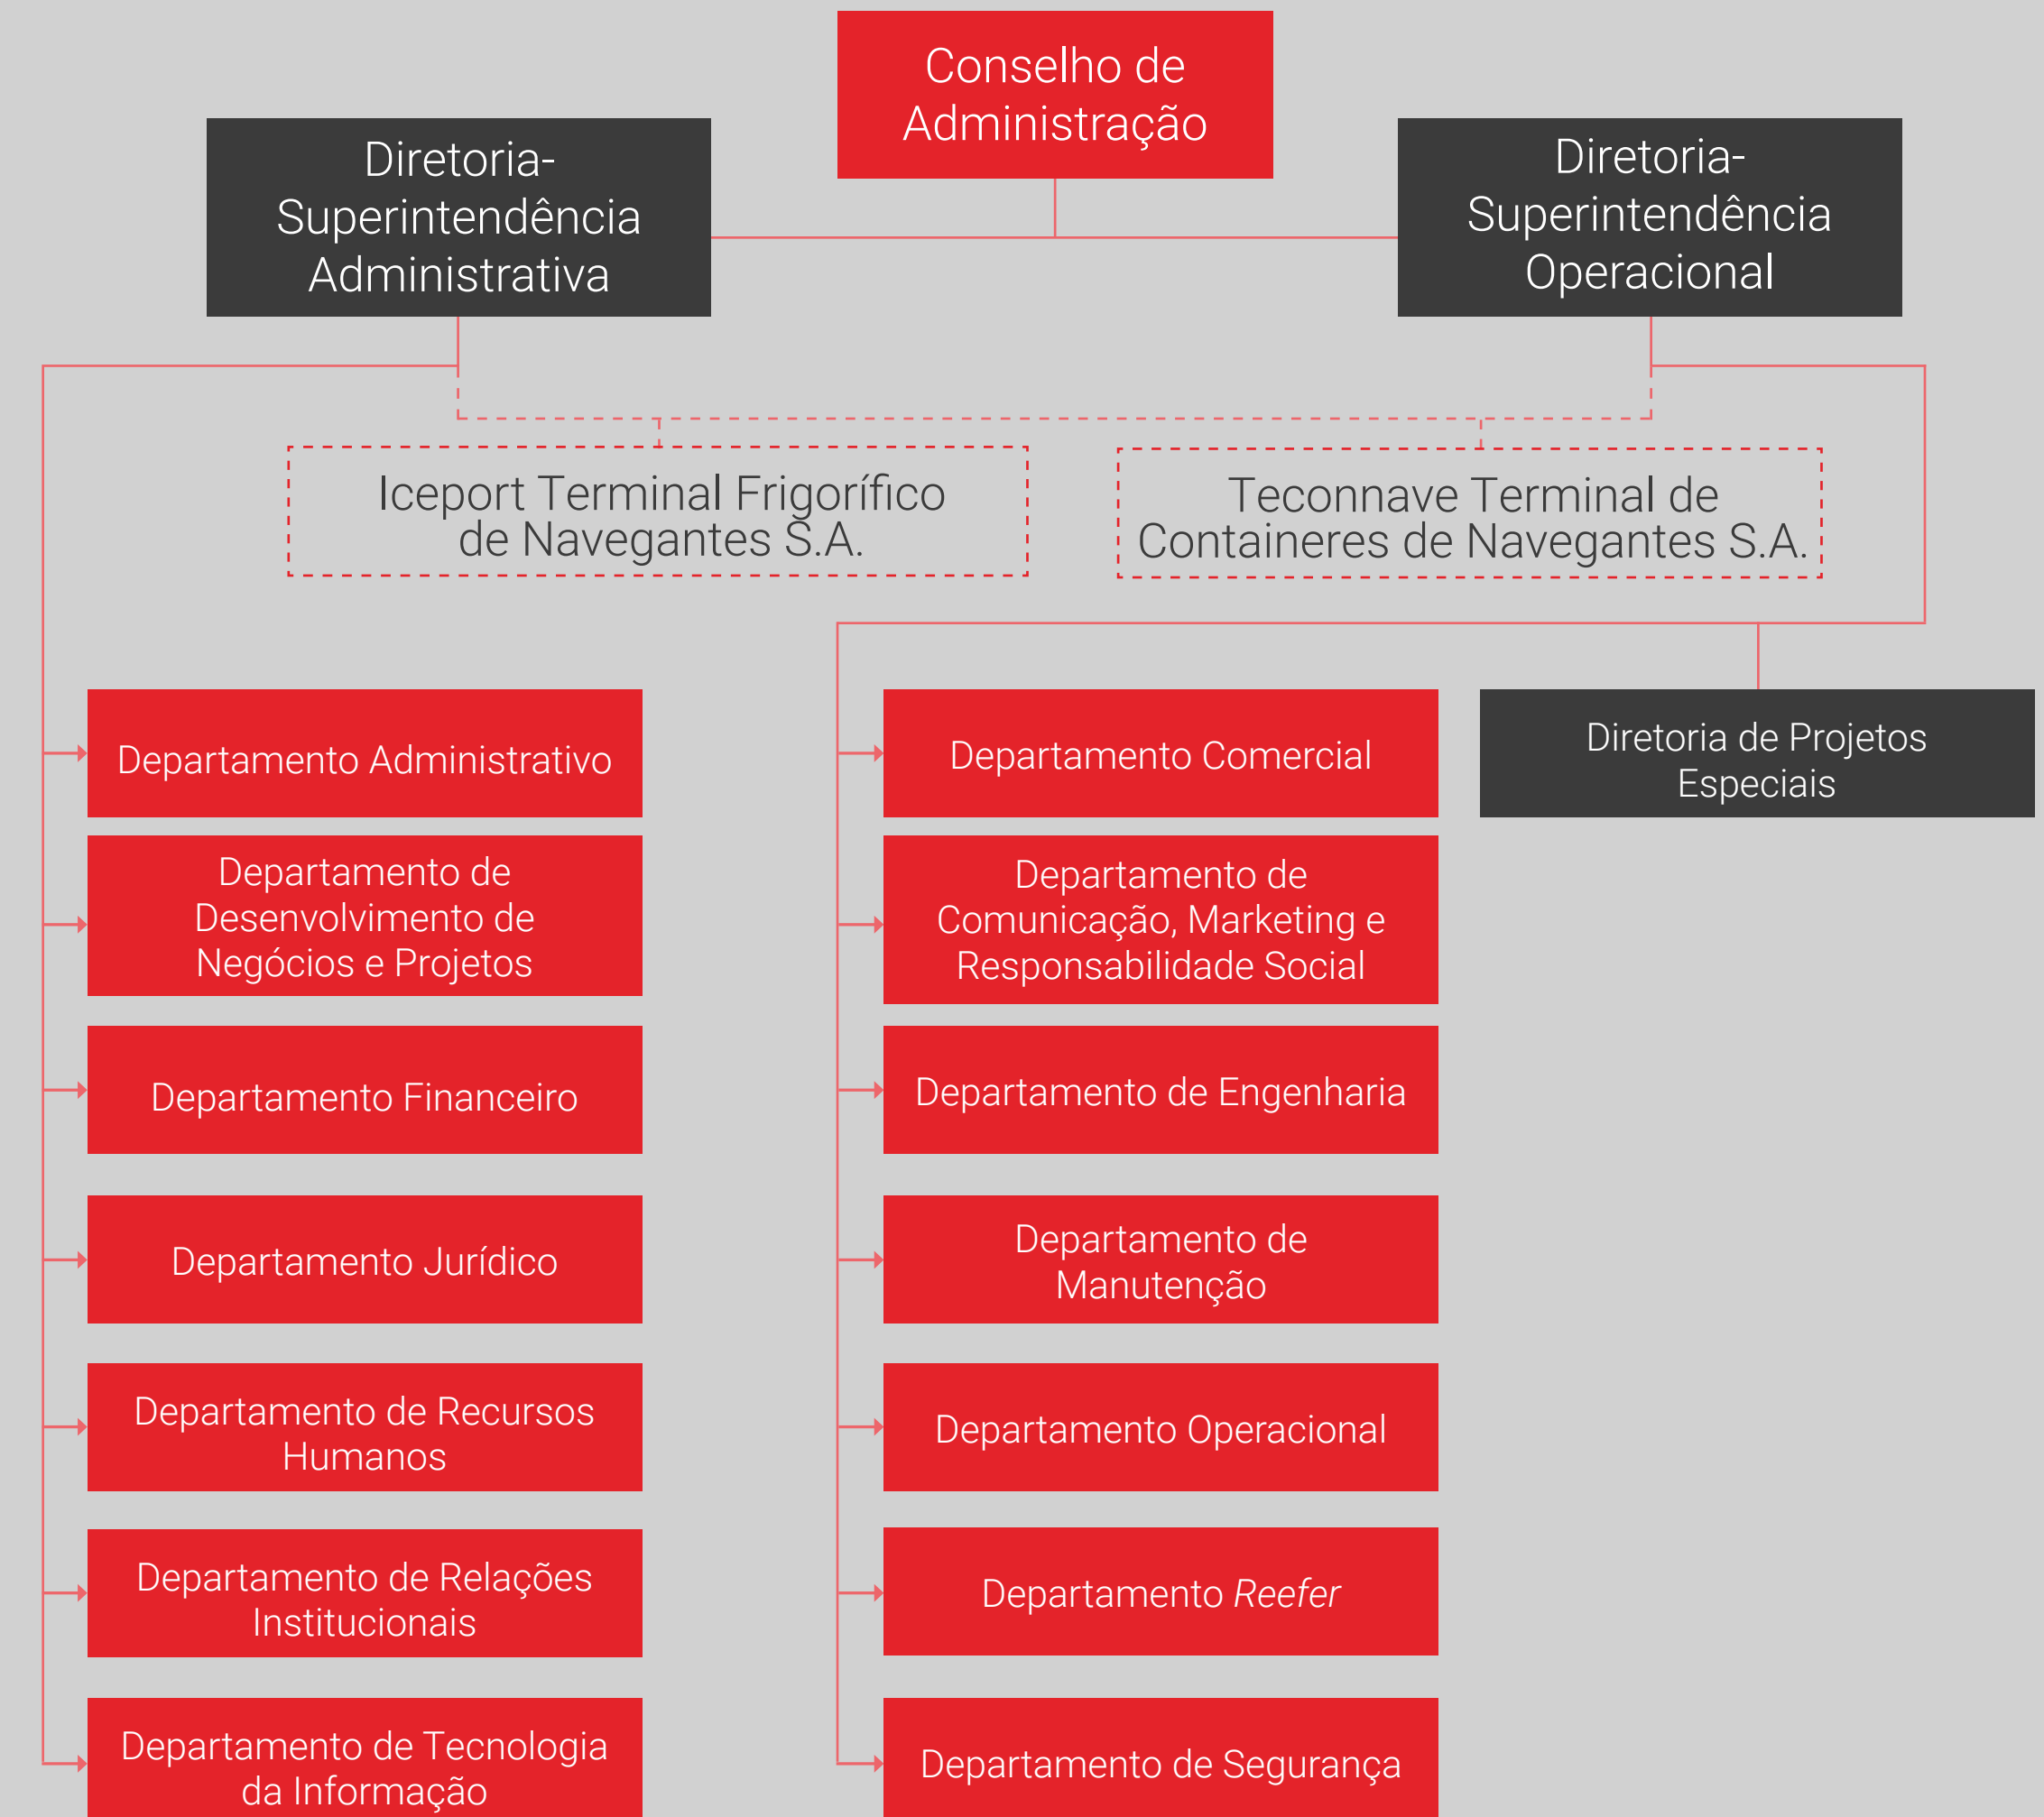 Conselho de
Administração
Diretoria-
Superintendência
Administrativa
Diretoria-
Superintendência
Operacional
Iceport Terminal Frigorífico
de Navegantes S.A.
Teconnave Terminal de
Containeres de Navegantes S.A.
Departamento Administrativo
Departamento de
Desenvolvimento de
Negócios e Projetos
Departamento Financeiro
Departamento Jurídico
Departamento de Recursos
Humanos
Departamento de Relações
Institucionais
Departamento de Tecnologia
da Informação
Departamento Comercial
Departamento de
Comunicação, Marketing e
Responsabilidade Social
Departamento de Engenharia
Departamento de
Manutenção
Departamento Operacional
Departamento Reefer
Departamento de Segurança
Diretoria de Projetos
Especiais